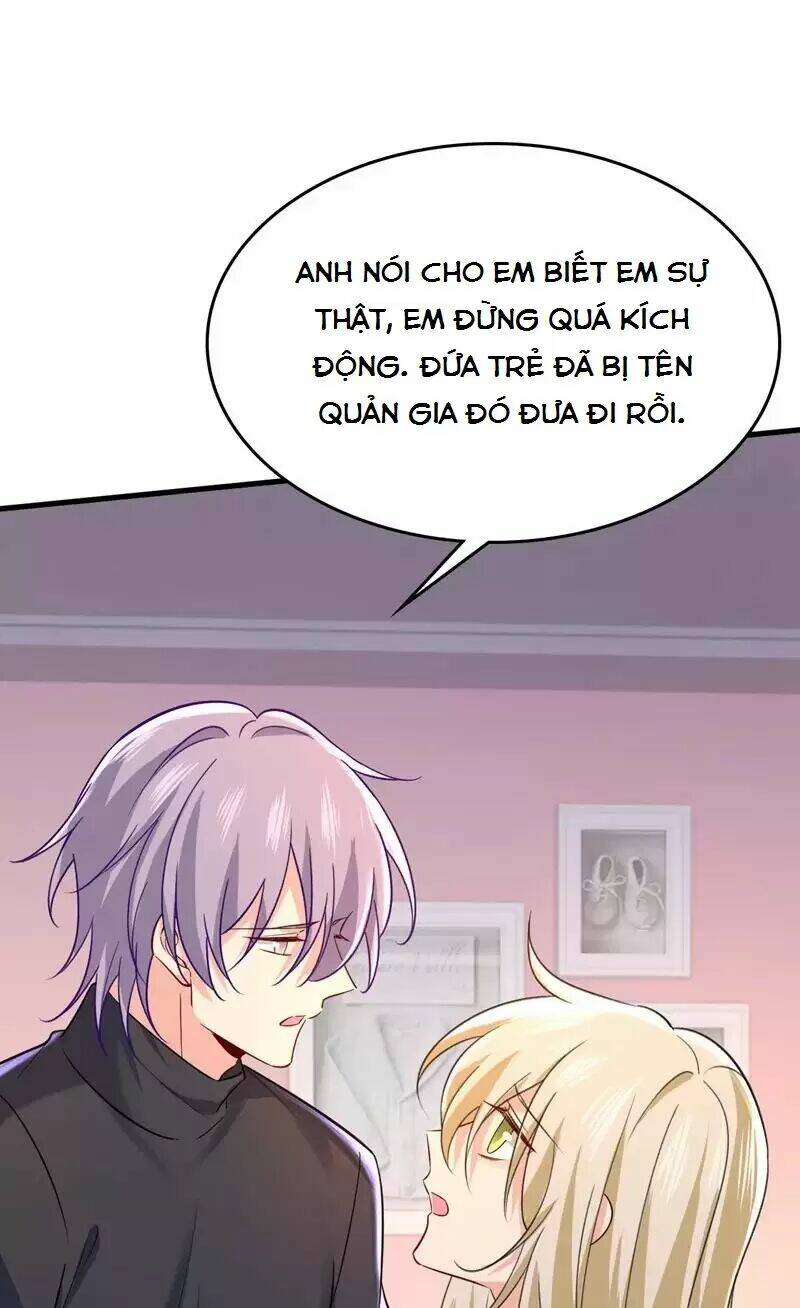 ANH NÓI CHO EM BIẾT EM SỰ
THẬT, EM ĐỪNG QUÁ KÍCH
ĐỘNG. ĐỨA TRẺ ĐÃ BỊ TÊN
QUẢN GIA ĐÓ ĐƯA ĐI RỒI.